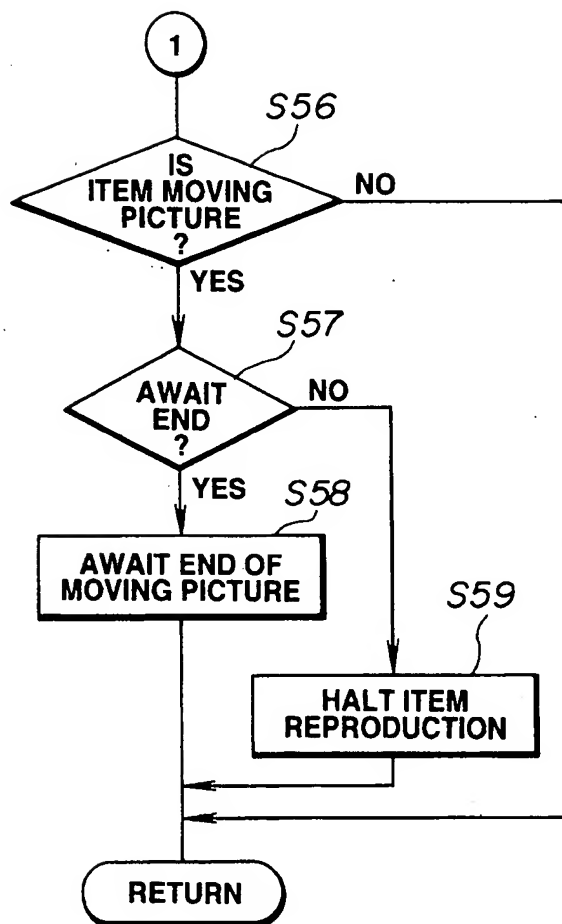 1
S56
IS
ITEM MOVING
PICTURE
?
NO
YES
S57
AWAIT
END
?
NO
YES
S58
AWAIT END OF
MOVING PICTURE
S59
HALT ITEM
REPRODUCTION
RETURN